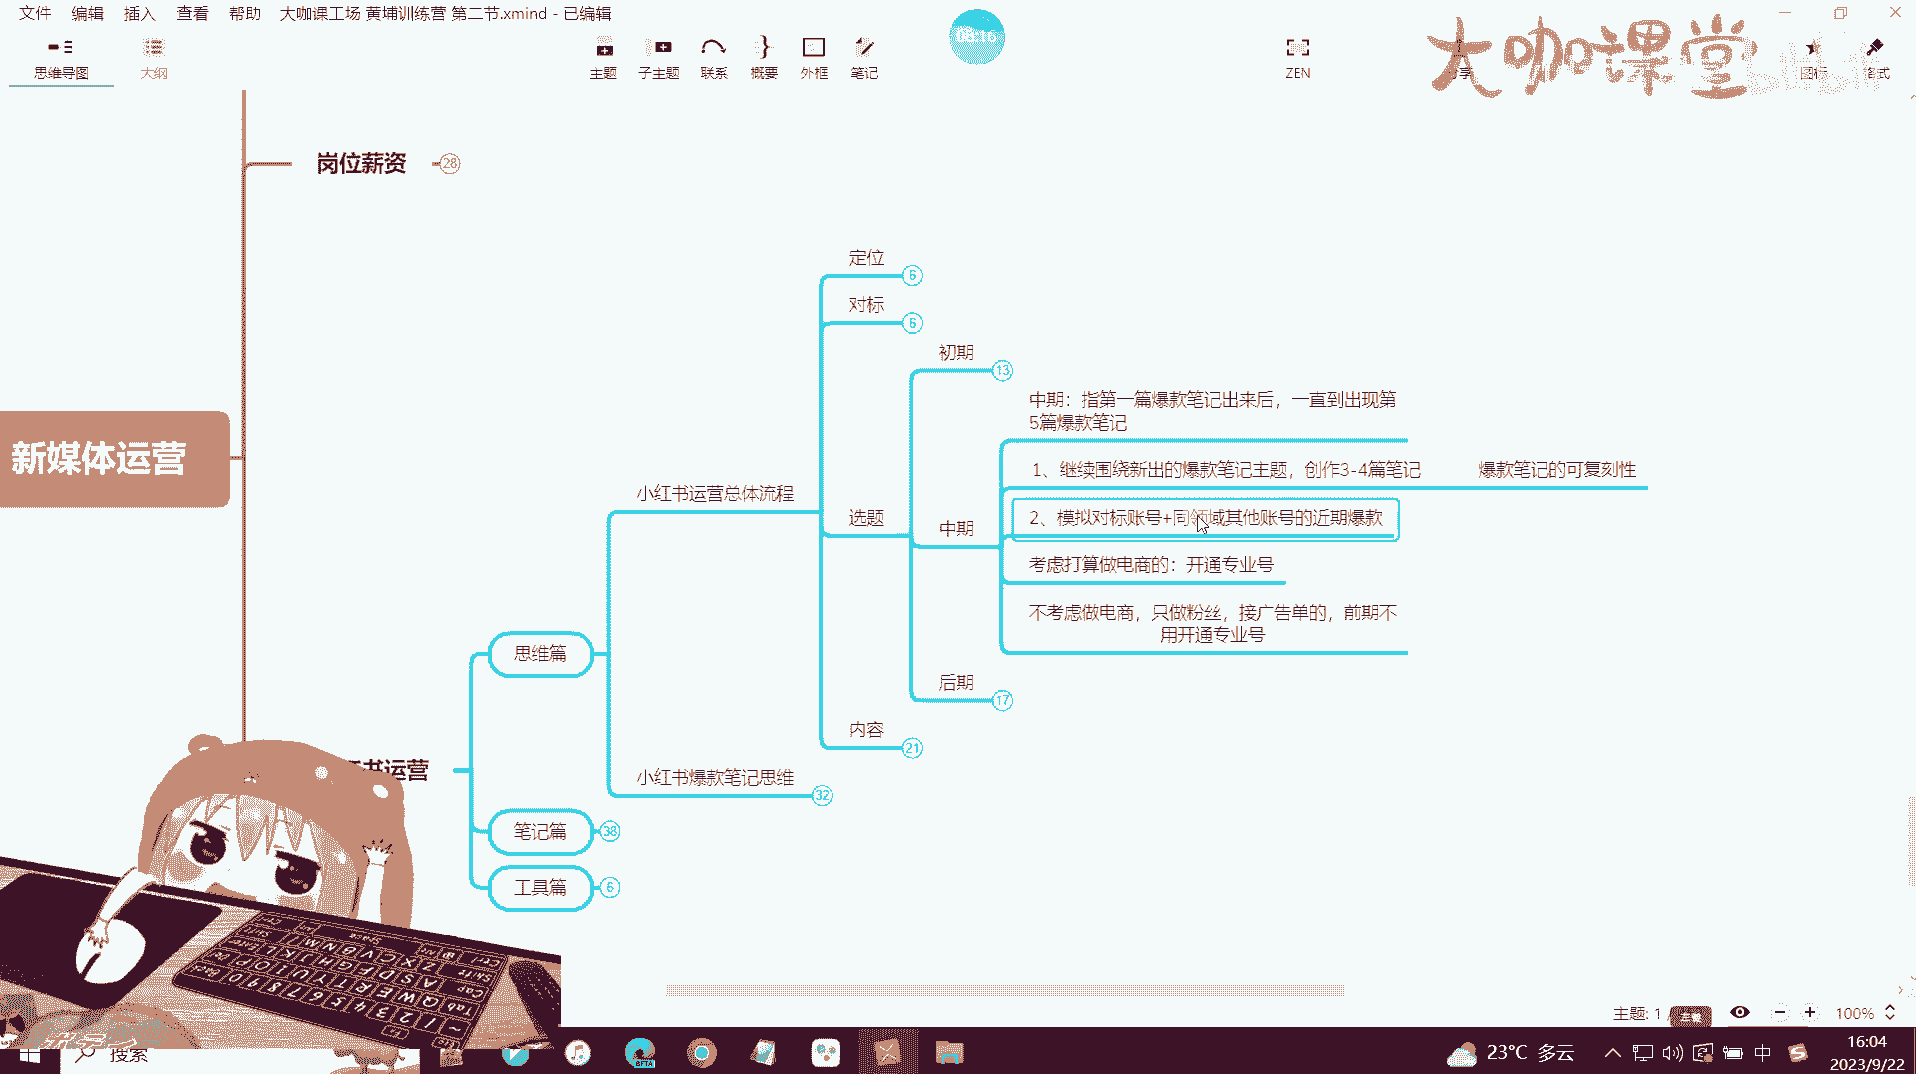 文件 编辑 插入 查看 帮助 大咖课工场 黄埔训练营 第二节.xmind - 已编辑
思维导图
大纲
主题
子主题
联系
概要
外框
笔记
08:16
ZEN
分享
格式
大咖课堂
岗位薪资
28
新媒体运营
思维篇
笔记篇
38
工具篇
6
小红书运营总体流程
小红书爆款笔记思维
32
定位
6
对标
6
选题
内容
21
初期
13
中期
后期
17
中期：指第一篇爆款笔记出来后，一直到出现第
5篇爆款笔记
1、继续围绕新出的爆款笔记主题，创作3-4篇笔记
爆款笔记的可复刻性
2、模拟对标账号+同领域其他账号的近期爆款
考虑打算做电商的：开通专业号
不考虑做电商，只做粉丝，接广告单的，前期不
用开通专业号
书运营
主题: 1 /
100%
搜索
BETA
23°C 多云
中
16:04
2023/9/22